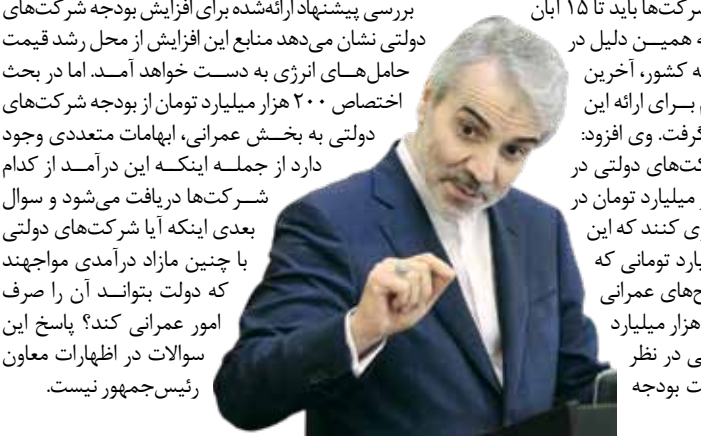 شرکت‌ها باید تا ۱۵ آبان
همین دلیل در
کشور، آخرین
برای ارائه این
گرفت. وی افزود:
دولتی در
میلیارد تومان در
کنند که این
تومانی که
عمرانی
هزار میلیارد
در نظر
بودجه
بررسی پیشنهاد ارائه‌شده برای افزایش بودجه شرکت‌های
دولتی نشان می‌دهد منابع این افزایش از محل رشد قیمت
حامل‌های انرژی به دست خواهد آمد. اما در بحث
اختصاص ۲۰۰ هزار میلیارد تومان از بودجه شرکت‌های
دولتی به بخش عمرانی، ابهامات متعددی وجود
دارد از جمله اینکه این درآمد از کدام
شرکت‌ها دریافت می‌شود و سوال
بعدی اینکه آیا شرکت‌های دولتی
با چنین مازاد درآمدی مواجهند
که دولت بتواند آن را صرف
امور عمرانی کند؟ پاسخ این
سوالات در اظهارات معاون
رئیس‌جمهور نیست.